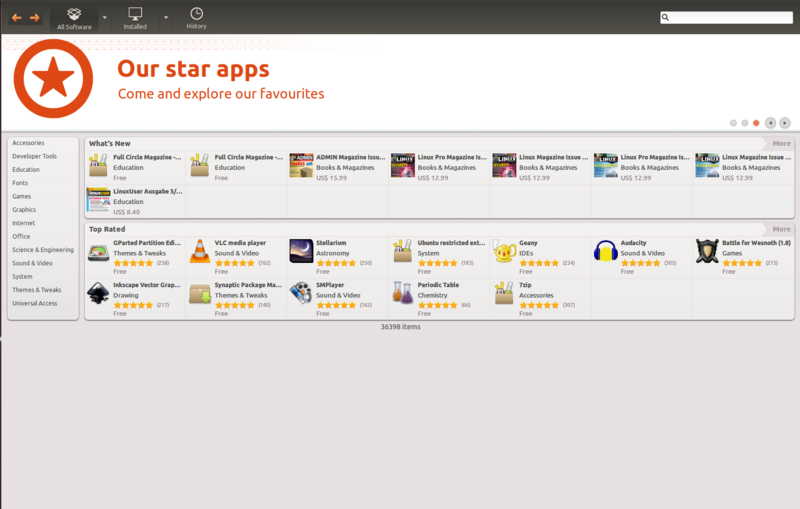 All Software
Installed
History
Our star apps
Come and explore our favourites
Accessories
Developer Tools
Education
Fonts
Games
Graphics
Internet
Office
Science & Engineering
Sound & Video
System
Themes & Tweaks
Universal Access
What's New
More
Full Circle Magazine -...
Education
Free
Full Circle Magazine -...
Education
Free
ADMIN Magazine Issu...
Books & Magazines
US$ 15.99
Linux Pro Magazine Is...
Books & Magazines
US$ 12.99
Linux Magazine Issue ...
Books & Magazines
US$ 12.99
Linux Pro Magazine Is...
Books & Magazines
US$ 12.99
Linux Magazine Issue ...
Books & Magazines
US$ 12.99
LinuxUser Ausgabe 5/...
Education
US$ 8.40
Top Rated
More
GParted Partition Edi...
Themes & Tweaks
(258)
Free
VLC media player
Sound & Video
(762)
Free
Stellarium
Astronomy
(250)
Free
Ubuntu restricted ext...
System
(183)
Free
Geany
IDEs
(224)
Free
Audacity
Sound & Video
(305)
Free
Battle for Wesnoth (1.8)
Games
(215)
Free
Inkscape Vector Grap...
Drawing
(217)
Free
Synaptic Package Ma...
Themes & Tweaks
(140)
Free
SMPlayer
Sound & Video
(162)
Free
Periodic Table
Chemistry
(66)
Free
7zip
Accessories
(307)
Free
36398 items